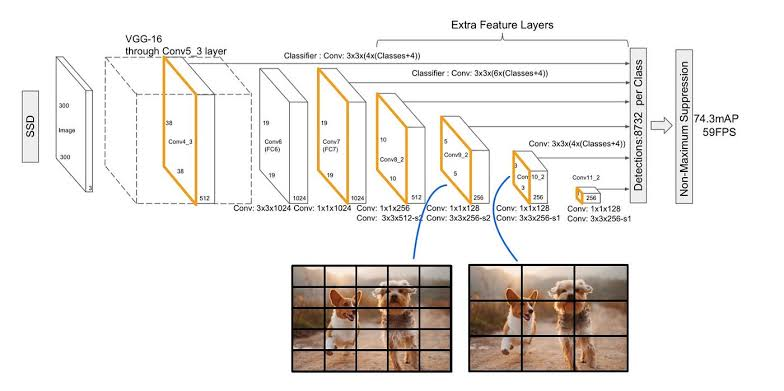 Extra Feature Layers
VGG-16
through Conv5_3 layer
Classifier : Conv: 3x3x(4x(Classes+4))
Classifier : Conv: 3x3x(6x(Classes+4))
SSD
300
Image
300
3
38
Conv4_3
38
512
19
Conv6
(FC6)
19
1024
19
Conv7
(FC7)
19
1024
10
Conv8_2
10
512
5
Conv9_2
5
256
Conv: 3x3x(4x(Classes+4))
3
Conv10_2
3
256
Conv11_2
256
Detections:8732 per Class
Non-Maximum Suppression
74.3mAP
59FPS
Conv: 3x3x1024
Conv: 1x1x1024
Conv: 1x1x256
Conv: 3x3x512-s2
Conv: 1x1x128
Conv: 3x3x256-s2
Conv: 1x1x128
Conv: 3x3x256-s1
Conv: 1x1x128
Conv: 3x3x256-s1